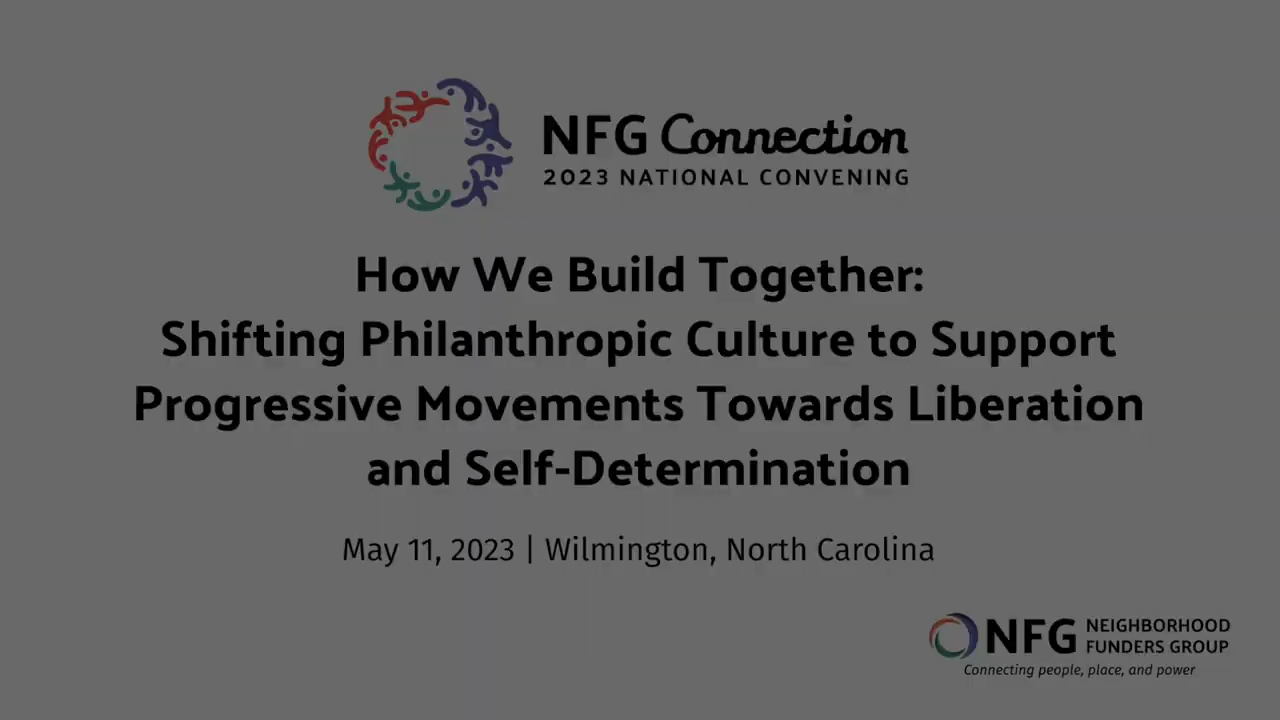 NFG Connection
2023 NATIONAL CONVENING
How We Build Together:
Shifting Philanthropic Culture to Support
Progressive Movements Towards Liberation
and Self-Determination
May 11, 2023 | Wilmington, North Carolina
NFG NEIGHBORHOOD
FUNDERS GROUP
Connecting people, place, and power